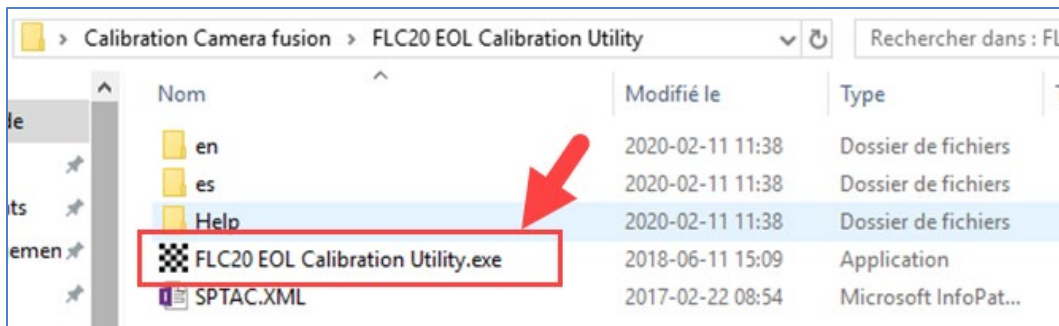 Calibration Camera fusion > FLC20 EOL Calibration Utility Rechercher dans : FL
Nom Modifié le Type
le
en 2020-02-11 11:38 Dossier de fichiers
es 2020-02-11 11:38 Dossier de fichiers
ts
Help 2020-02-11 11:38 Dossier de fichiers
emen
FLC20 EOL Calibration Utility.exe 2018-06-11 15:09 Application
SPTAC.XML 2017-02-22 08:54 Microsoft InfoPat...